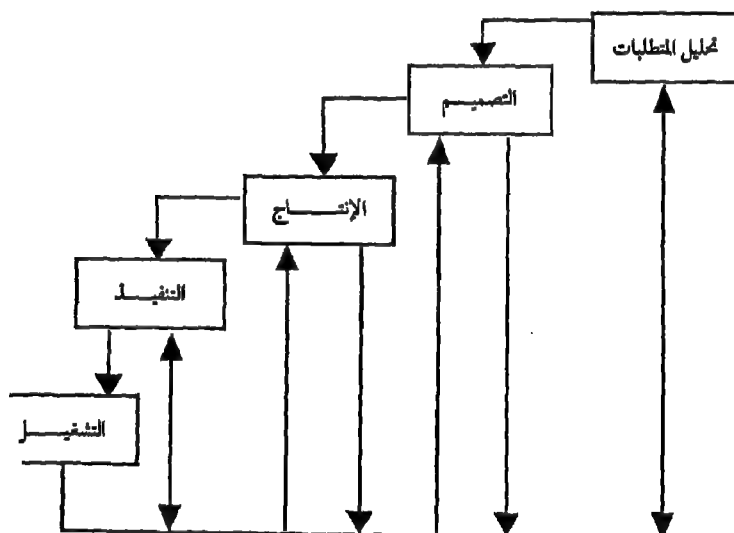 تحليل المتطلبات
التصميم
الإنتاج
التنفيذ
التشغيل